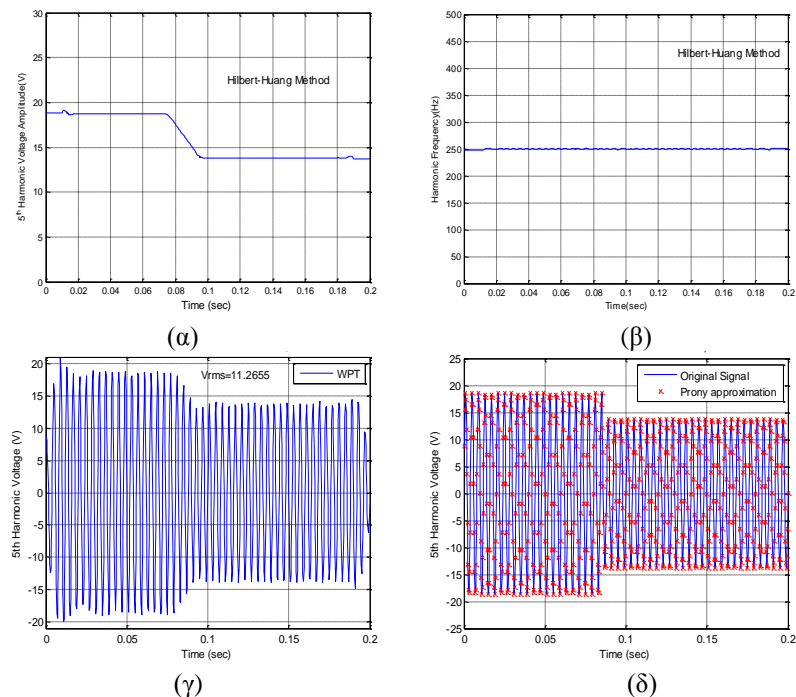 30
25
20
15
10
5
0
0 0.02 0.04 0.06 0.08 0.1 0.12 0.14 0.16 0.18 0.2
5th Harmonic Voltage Amplitude(V)
Time (sec)
Hilbert-Huang Method
(α)
500
450
400
350
300
250
200
150
100
50
0
0 0.02 0.04 0.06 0.08 0.1 0.12 0.14 0.16 0.18 0.2
Harmonic Frequency(Hz)
Time(sec)
Hilbert-Huang Method
(β)
20
15
10
5
0
-5
-10
-15
-20
0 0.05 0.1 0.15 0.2
5th Harmonic Voltage (V)
Time (sec)
Vrms=11.2655
WPT
(γ)
25
20
15
10
5
0
-5
-10
-15
-20
-25
0 0.05 0.1 0.15 0.2
5th Harmonic Voltage (V)
Time (sec)
Original Signal
Prony approximation
(δ)